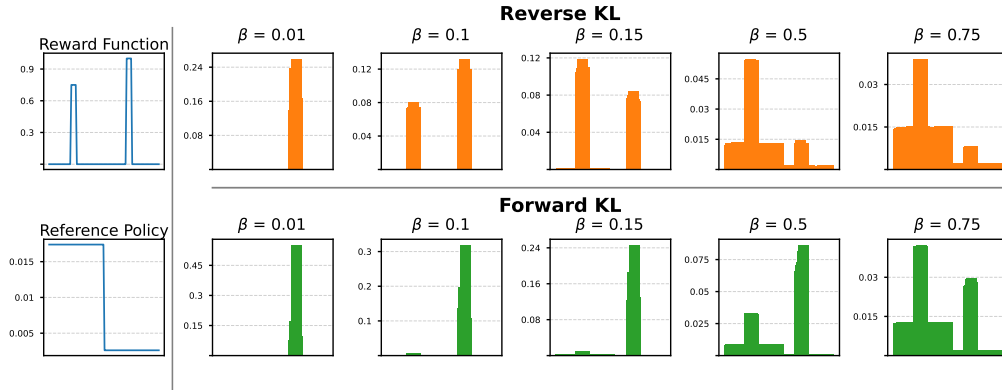 Reverse KL
Reward Function
β = 0.01
β = 0.1
β = 0.15
β = 0.5
β = 0.75
0.9
0.6
0.3
0.24
0.16
0.08
0.12
0.08
0.04
0.12
0.08
0.04
0.045
0.030
0.015
0.03
0.015
Forward KL
Reference Policy
β = 0.01
β = 0.1
β = 0.15
β = 0.5
β = 0.75
0.015
0.01
0.005
0.45
0.3
0.15
0.3
0.2
0.1
0.24
0.16
0.08
0.075
0.05
0.025
0.03
0.015